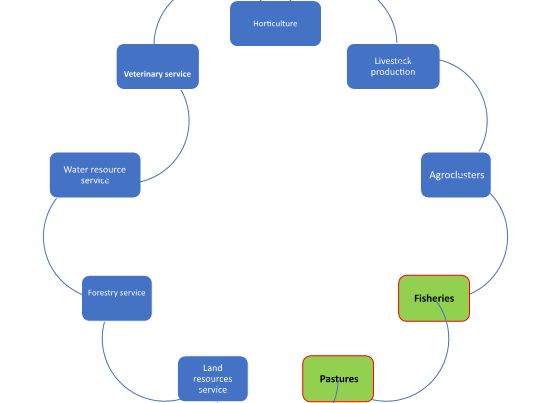 Horticulture
Veterinary service
Livestock
production
Water resource
service
Agroclusters
Forestry service
Fisheries
Land
resources
service
Pastures